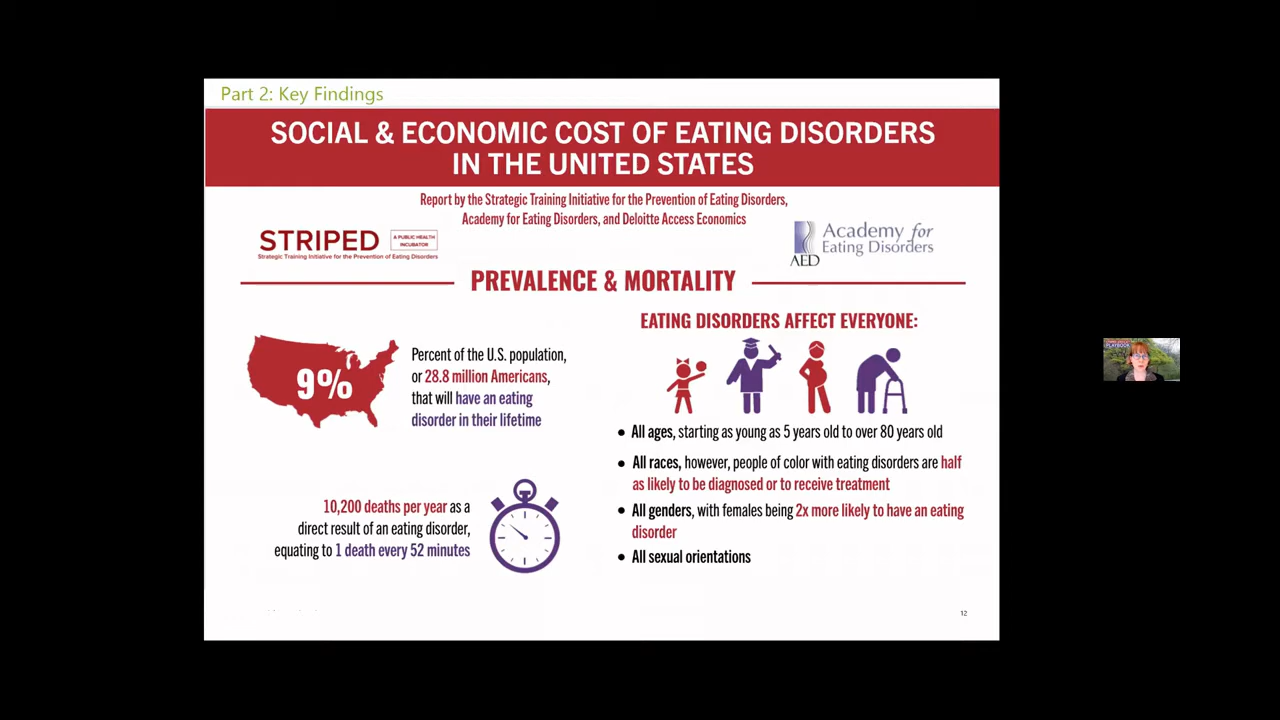 Part 2: Key Findings
SOCIAL & ECONOMIC COST OF EATING DISORDERS
IN THE UNITED STATES
Report by the Strategic Training Initiative for the Prevention of Eating Disorders,
Academy for Eating Disorders, and Deloitte Access Economics
STRIPED
A PUBLIC HEALTH
INCUBATOR
Strategic Training Initiative for the Prevention of Eating Disorders
AED
Academy for
Eating Disorders
PREVALENCE & MORTALITY
9%
Percent of the U.S. population,
or 28.8 million Americans,
that will have an eating
disorder in their lifetime
10,200 deaths per year as a
direct result of an eating disorder,
equating to 1 death every 52 minutes
EATING DISORDERS AFFECT EVERYONE:
• All ages, starting as young as 5 years old to over 80 years old
• All races, however, people of color with eating disorders are half
as likely to be diagnosed or to receive treatment
• All genders, with females being 2x more likely to have an eating
disorder
• All sexual orientations
12
PLAYBOOK